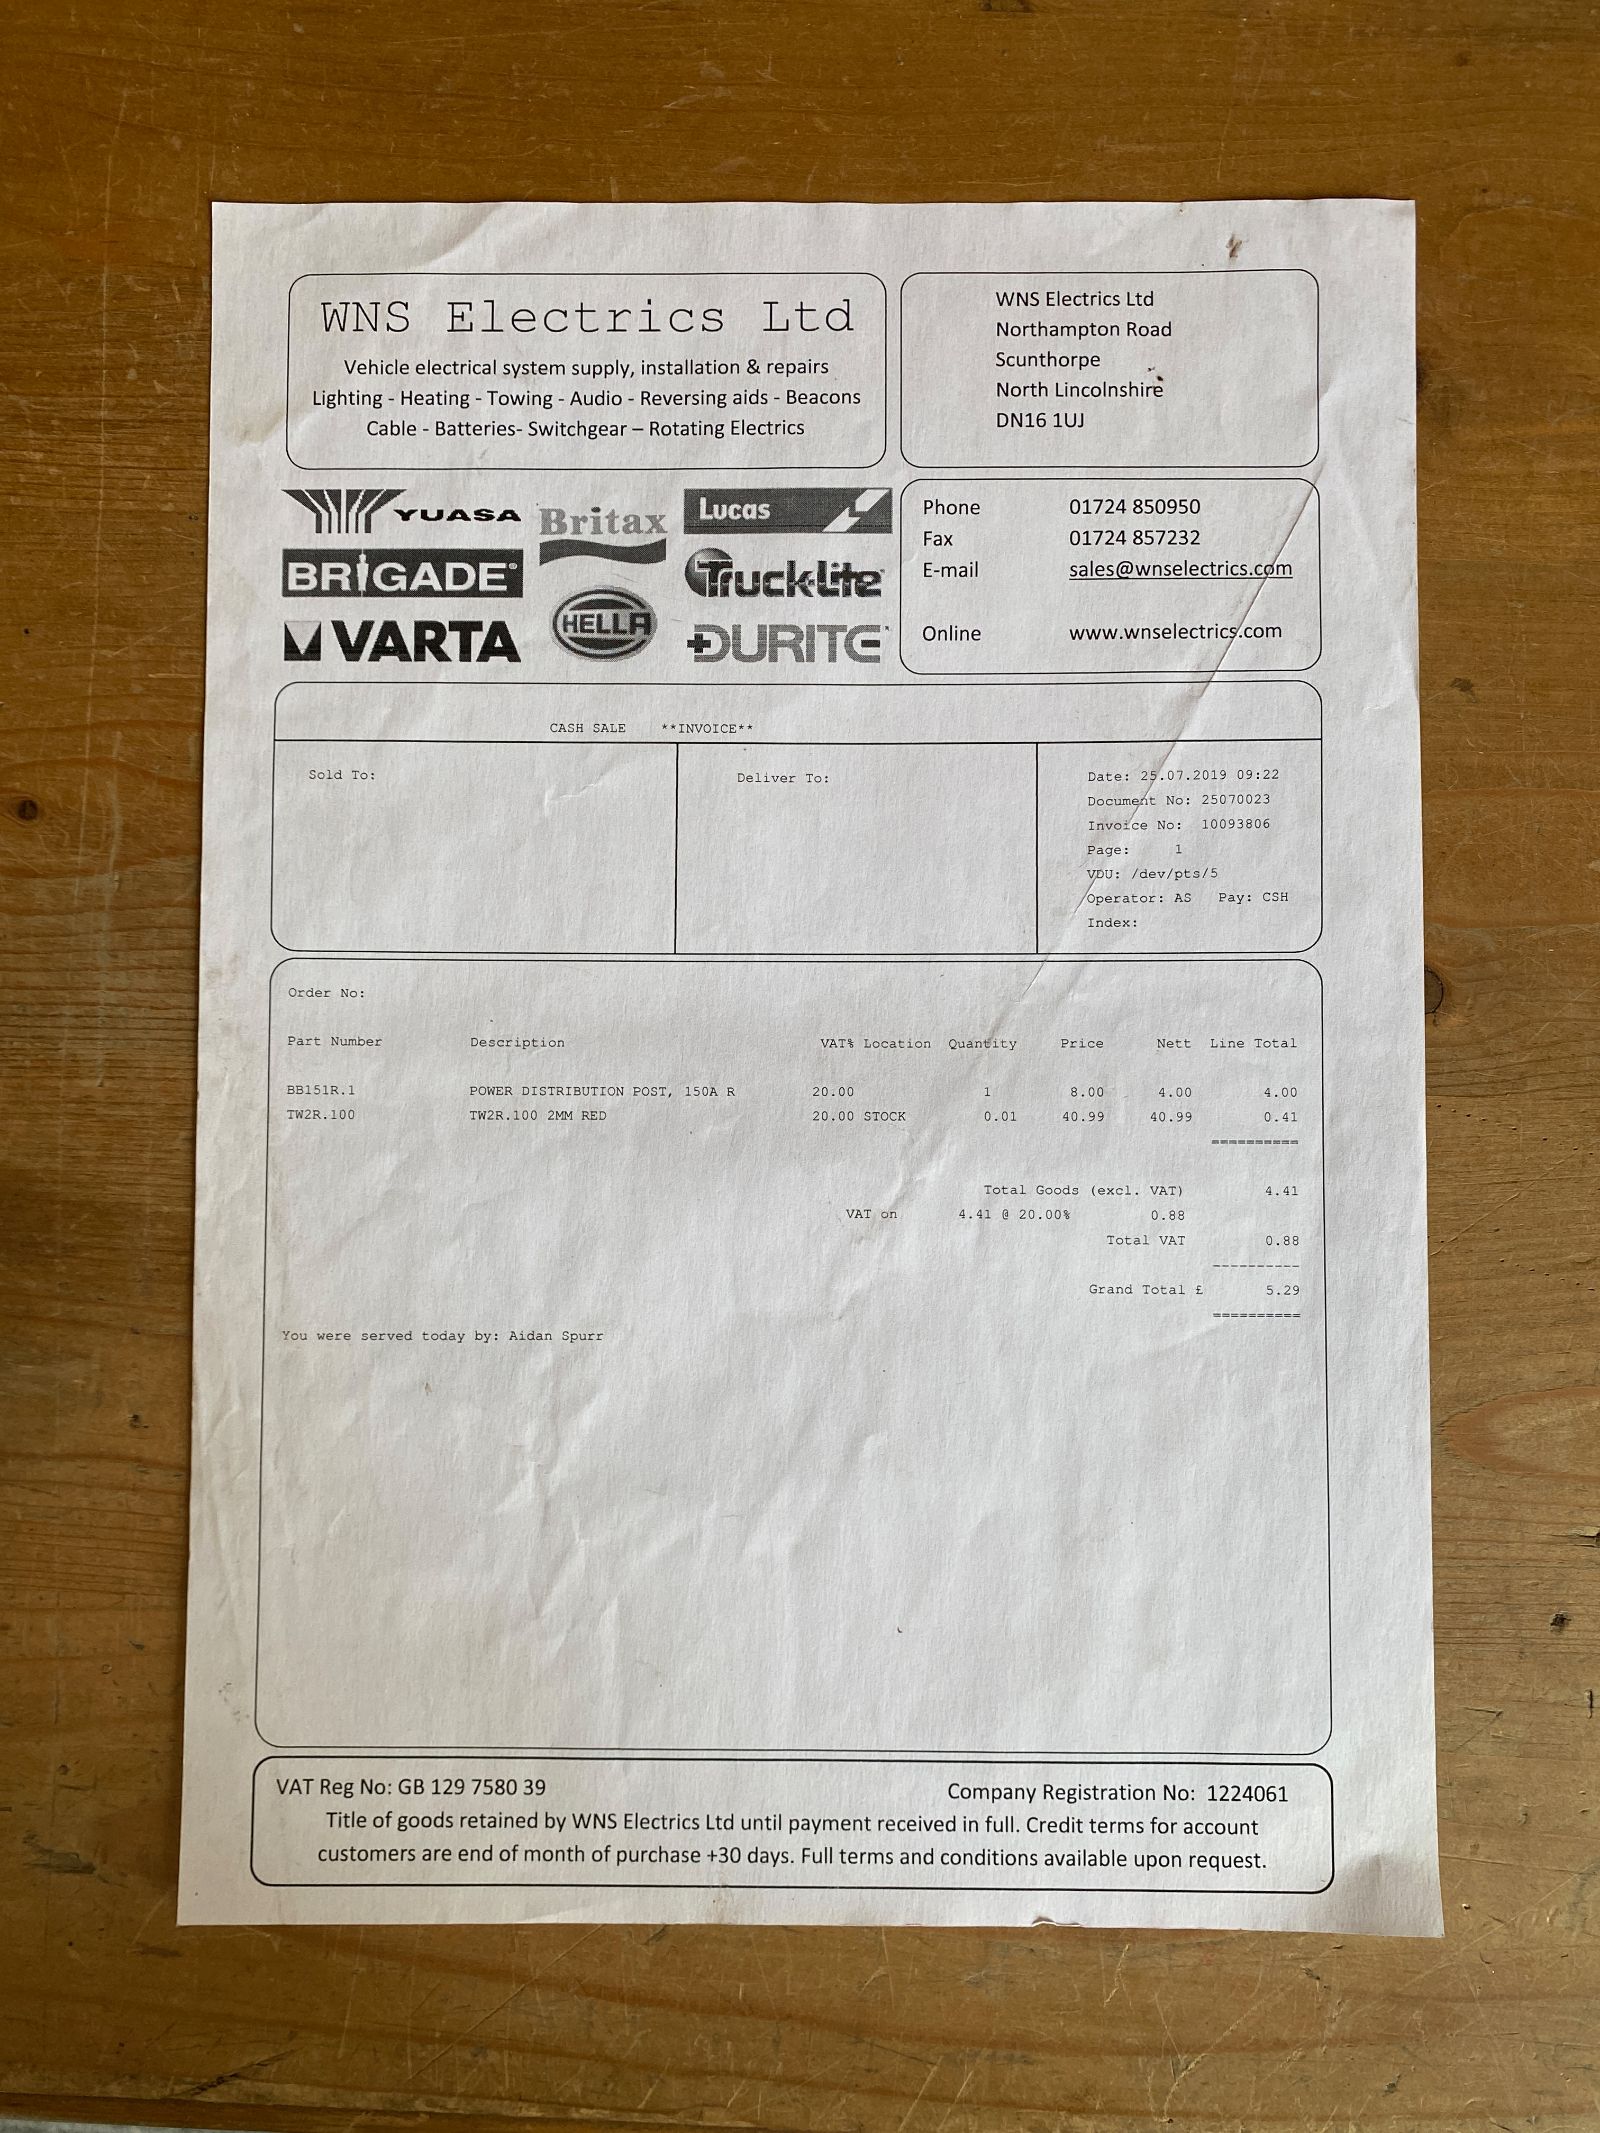 WNS Electrics Ltd
Vehicle electrical system supply, installation & repairs
Lighting - Heating - Towing - Audio - Reversing aids - Beacons
Cable - Batteries- Switchgear – Rotating Electrics
WNS Electrics Ltd
Northampton Road
Scunthorpe
North Lincolnshire
DN16 1UJ
YUASA Britax Lucas
BRIGADE HELLA Truck-Lite
VARTA DURITE
Phone 01724 850950
Fax 01724 857232
E-mail sales@wnselectrics.com
Online www.wnselectrics.com
CASH SALE **INVOICE**
Sold To:
Deliver To:
Date: 25.07.2019 09:22
Document No: 25070023
Invoice No: 10093806
Page: 1
VDU: /dev/pts/5
Operator: AS Pay: CSH
Index:
Order No:
Part Number Description VAT% Location Quantity Price Nett Line Total
BB151R.1 POWER DISTRIBUTION POST, 150A R 20.00 1 8.00 4.00 4.00
TW2R.100 TW2R.100 2MM RED 20.00 STOCK 0.01 40.99 40.99 0.41
==========
Total Goods (excl. VAT) 4.41
VAT on 4.41 @ 20.00% 0.88
Total VAT 0.88
----------
Grand Total £ 5.29
==========
You were served today by: Aidan Spurr
VAT Reg No: GB 129 7580 39 Company Registration No: 1224061
Title of goods retained by WNS Electrics Ltd until payment received in full. Credit terms for account
customers are end of month of purchase +30 days. Full terms and conditions available upon request.